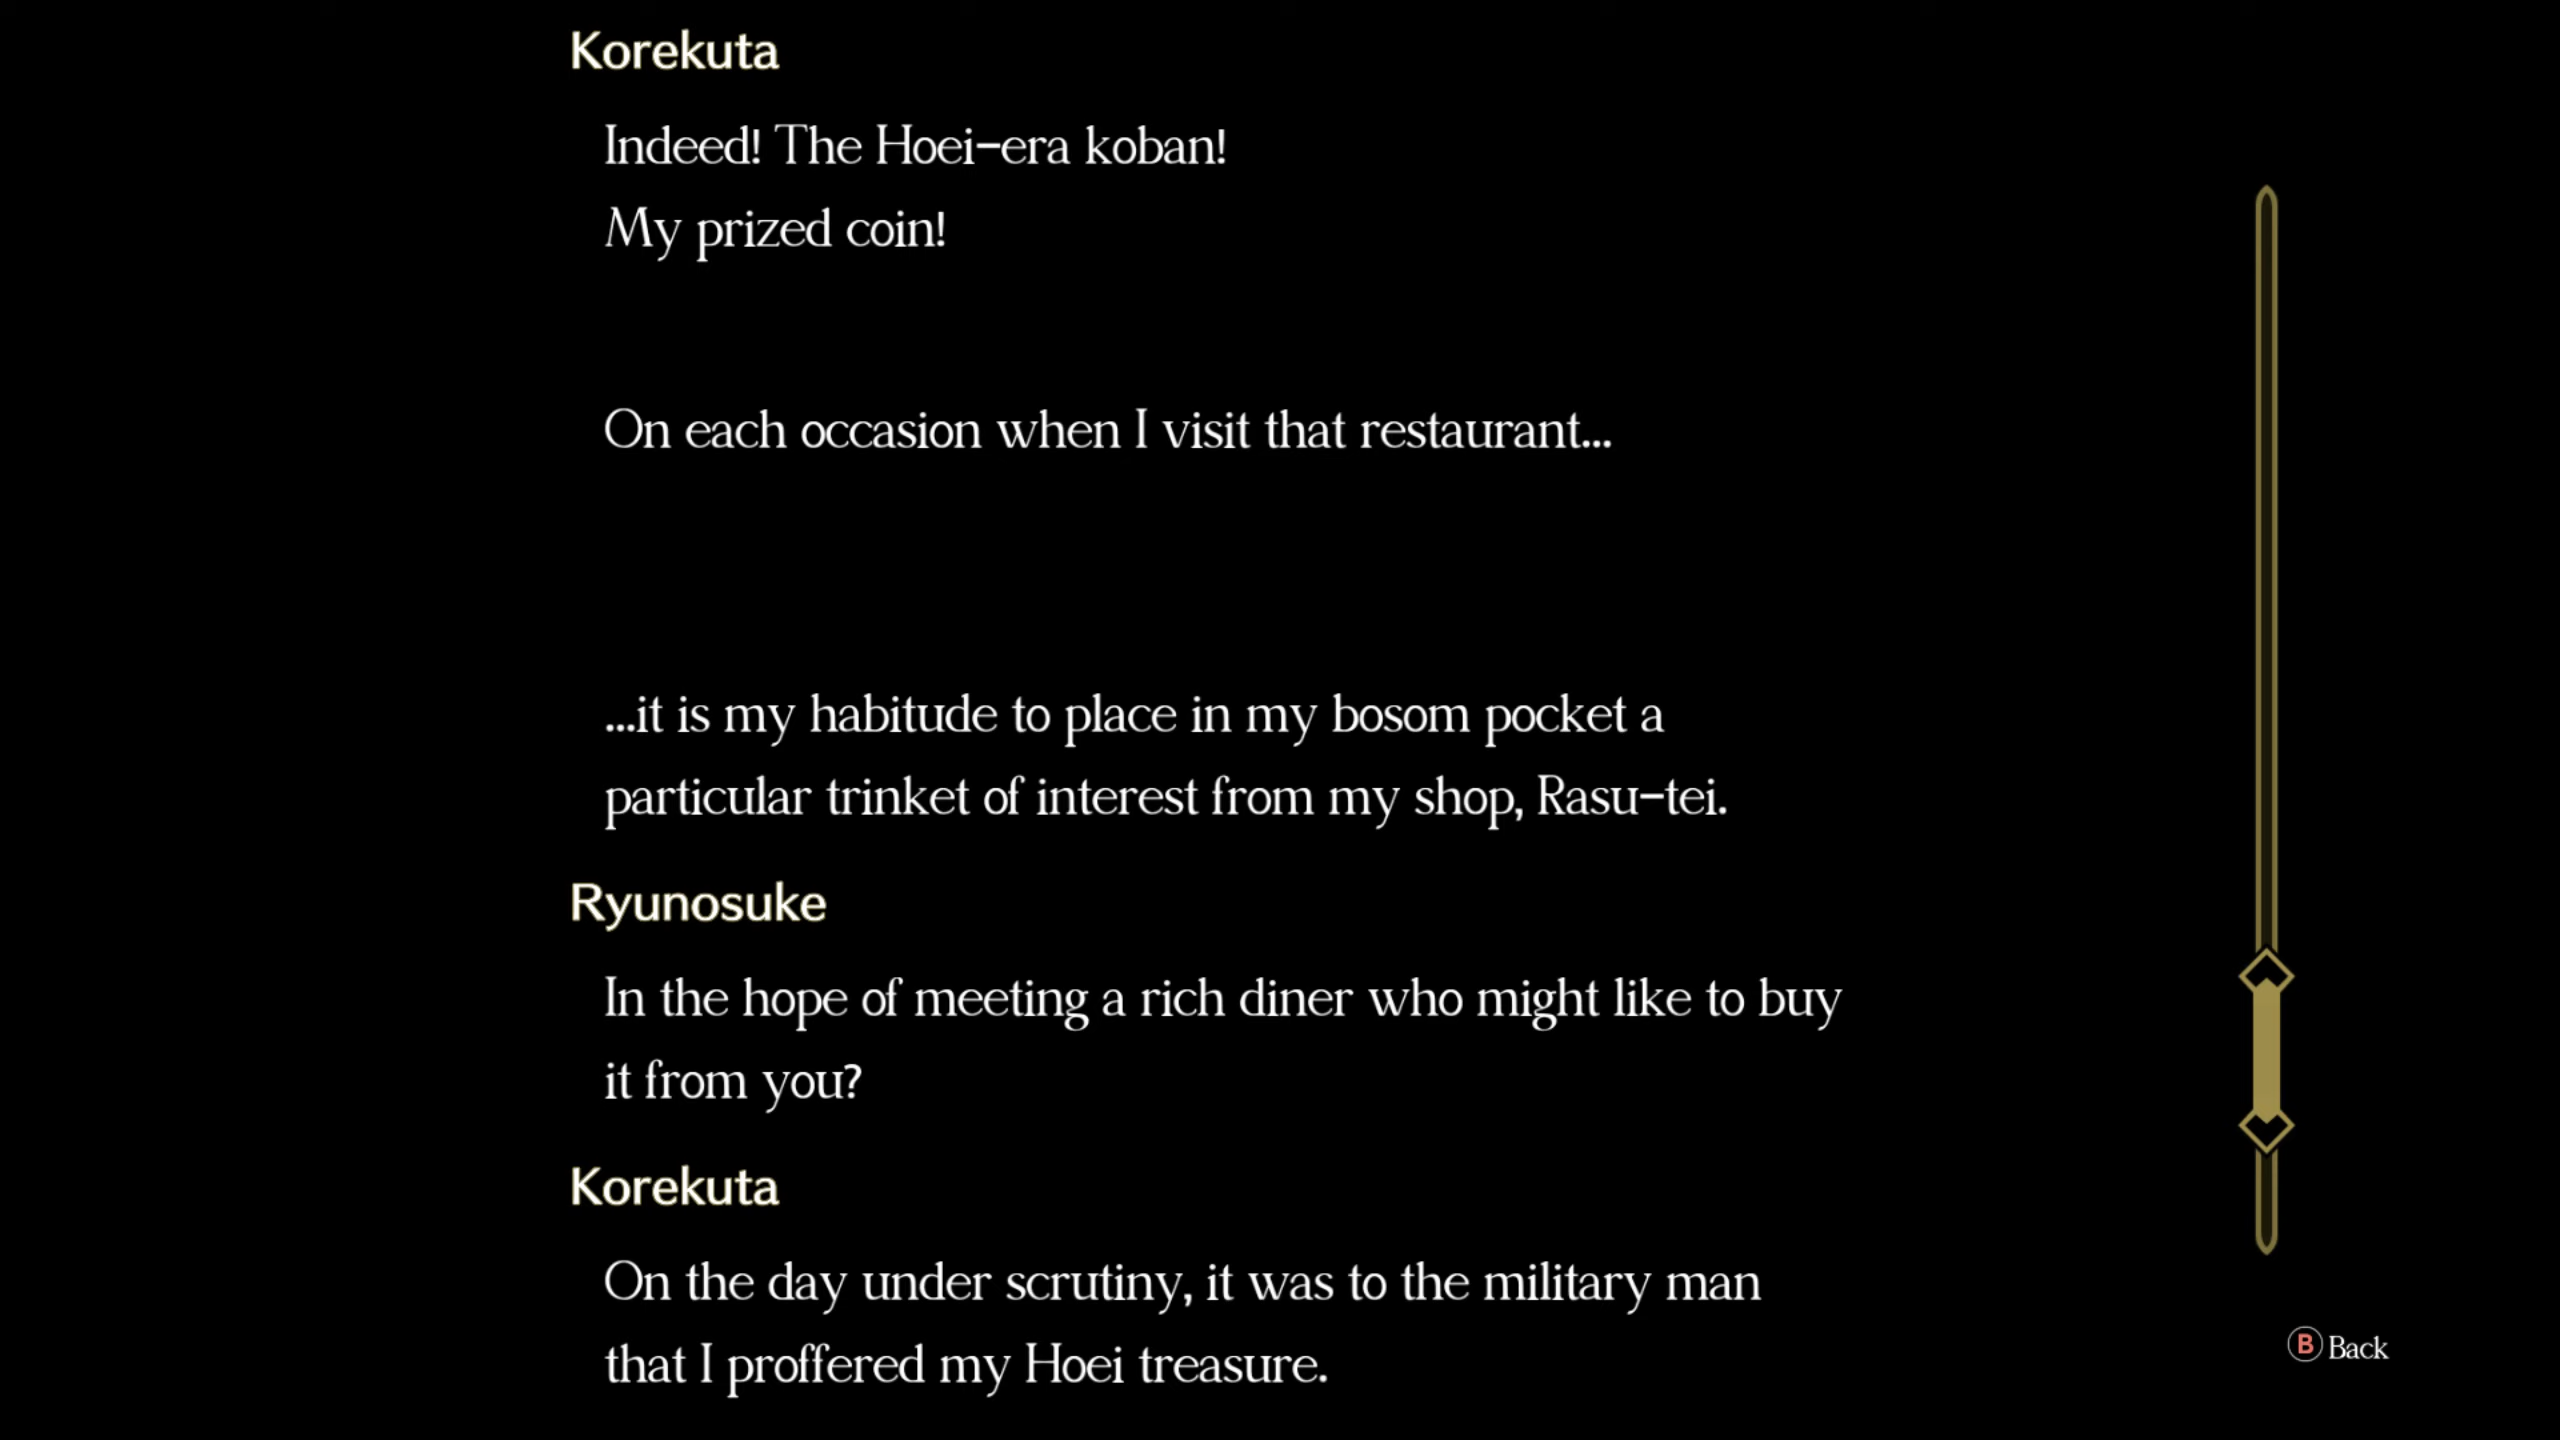 Korekuta
Indeed! The Hoei-era koban!
My prized coin!
On each occasion when I visit that restaurant...
...it is my habitude to place in my bosom pocket a
particular trinket of interest from my shop, Rasu-tei.
Ryunosuke
In the hope of meeting a rich diner who might like to buy
it from you?
Korekuta
On the day under scrutiny, it was to the military man
that I proffered my Hoei treasure.
B Back